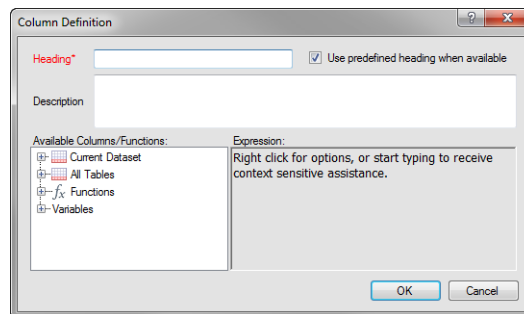 Column Definition
Heading*
Use predefined heading when available
Description
Available Columns/Functions:
Expression:
Current Dataset
All Tables
fx Functions
Variables
Right click for options, or start typing to receive
context sensitive assistance.
OK
Cancel